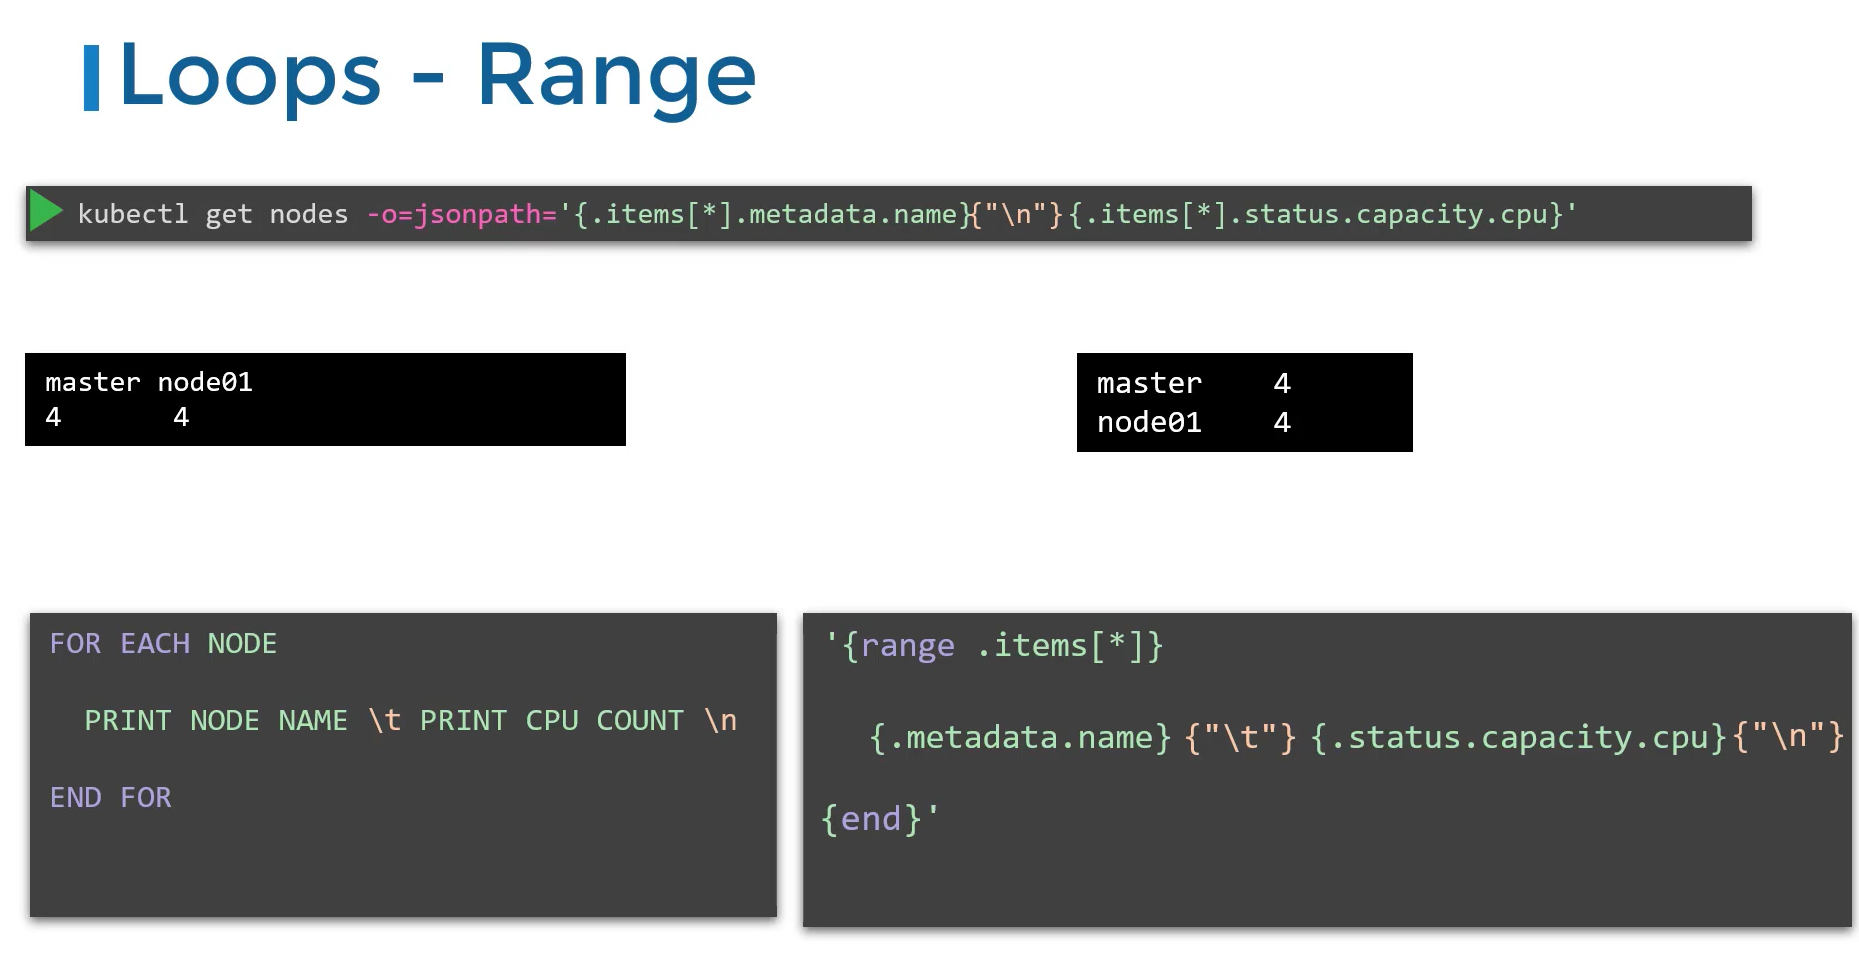 Loops - Range
kubectl get nodes -o=jsonpath='{.items[*].metadata.name}{"\n"}{.items[*].status.capacity.cpu}'
master node01
4 4
master 4
node01 4
FOR EACH NODE
PRINT NODE NAME \t PRINT CPU COUNT \n
END FOR
'{range .items[*]}
{.metadata.name} {"\t"} {.status.capacity.cpu}{"\n"}
{end}'